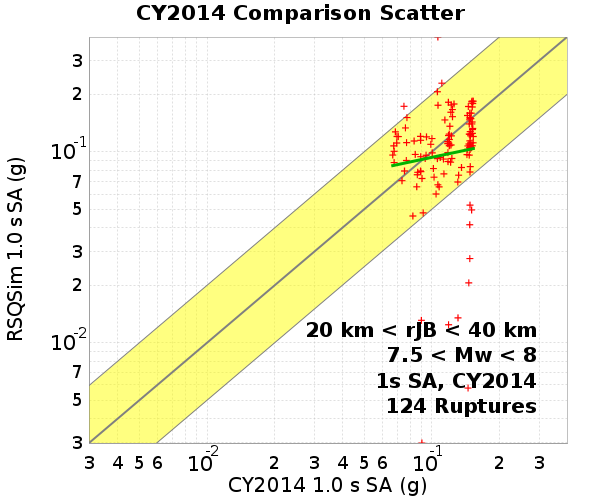 CY2014 Comparison Scatter
RSQSim 1.0 s SA (g)
3
2
10^-1
7
5
3
2
10^-2
7
5
3
20 km < rJB < 40 km
7.5 < Mw < 8
1s SA, CY2014
124 Ruptures
3 4 5 6 10^-2 2 3 4 5 6 10^-1 2 3
CY2014 1.0 s SA (g)